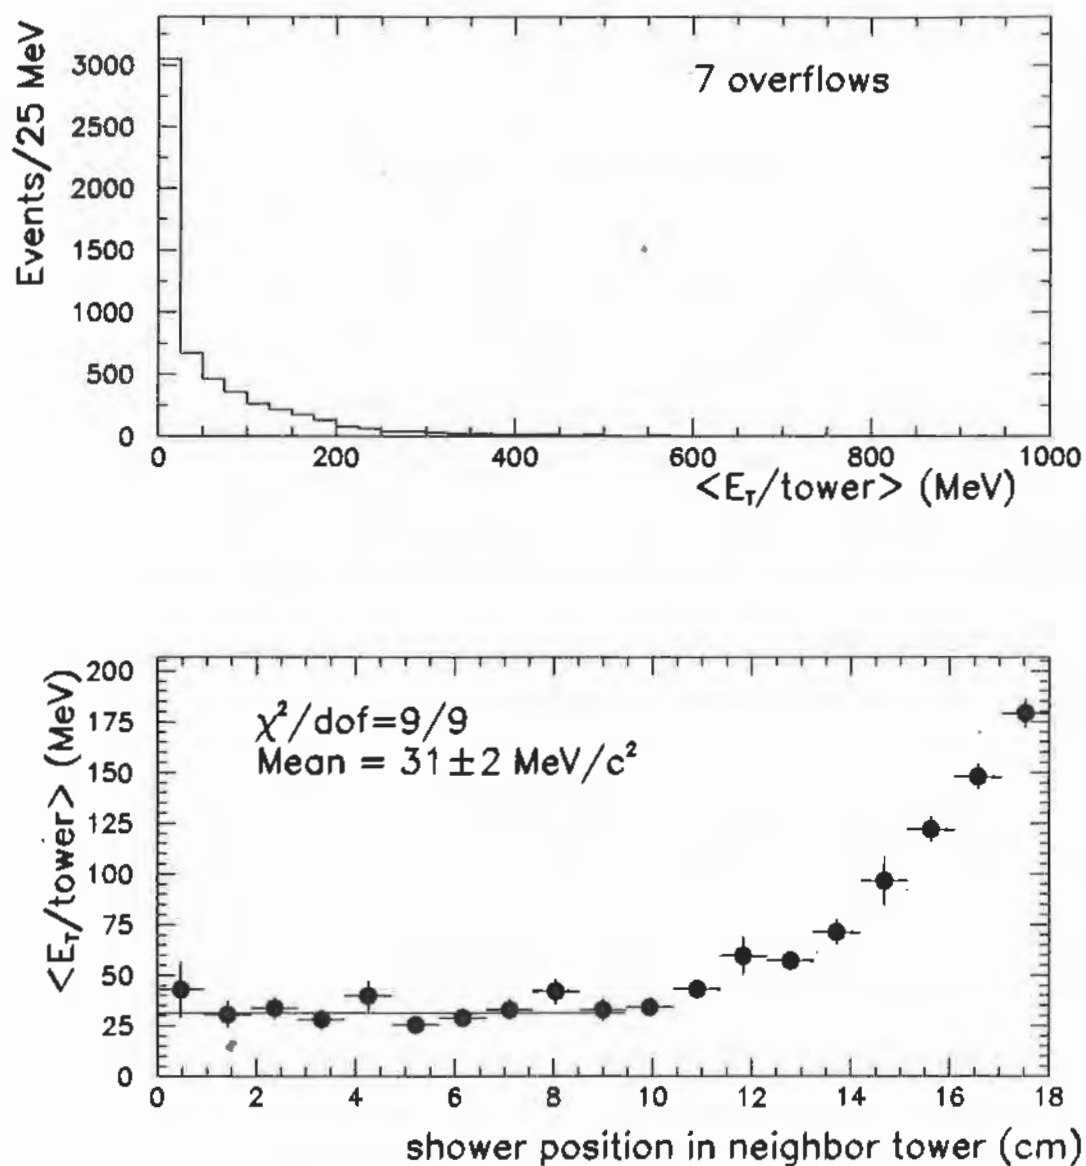 Events/25 MeV
3000
2500
2000
1500
1000
500
0
7 overflows
0 200 400 600 800 1000
<E_T/tower> (MeV)
<E_T/tower> (MeV)
200
175
150
125
100
75
50
25
0
χ²/dof=9/9
Mean = 31±2 MeV/c²
0 2 4 6 8 10 12 14 16 18
shower position in neighbor tower (cm)